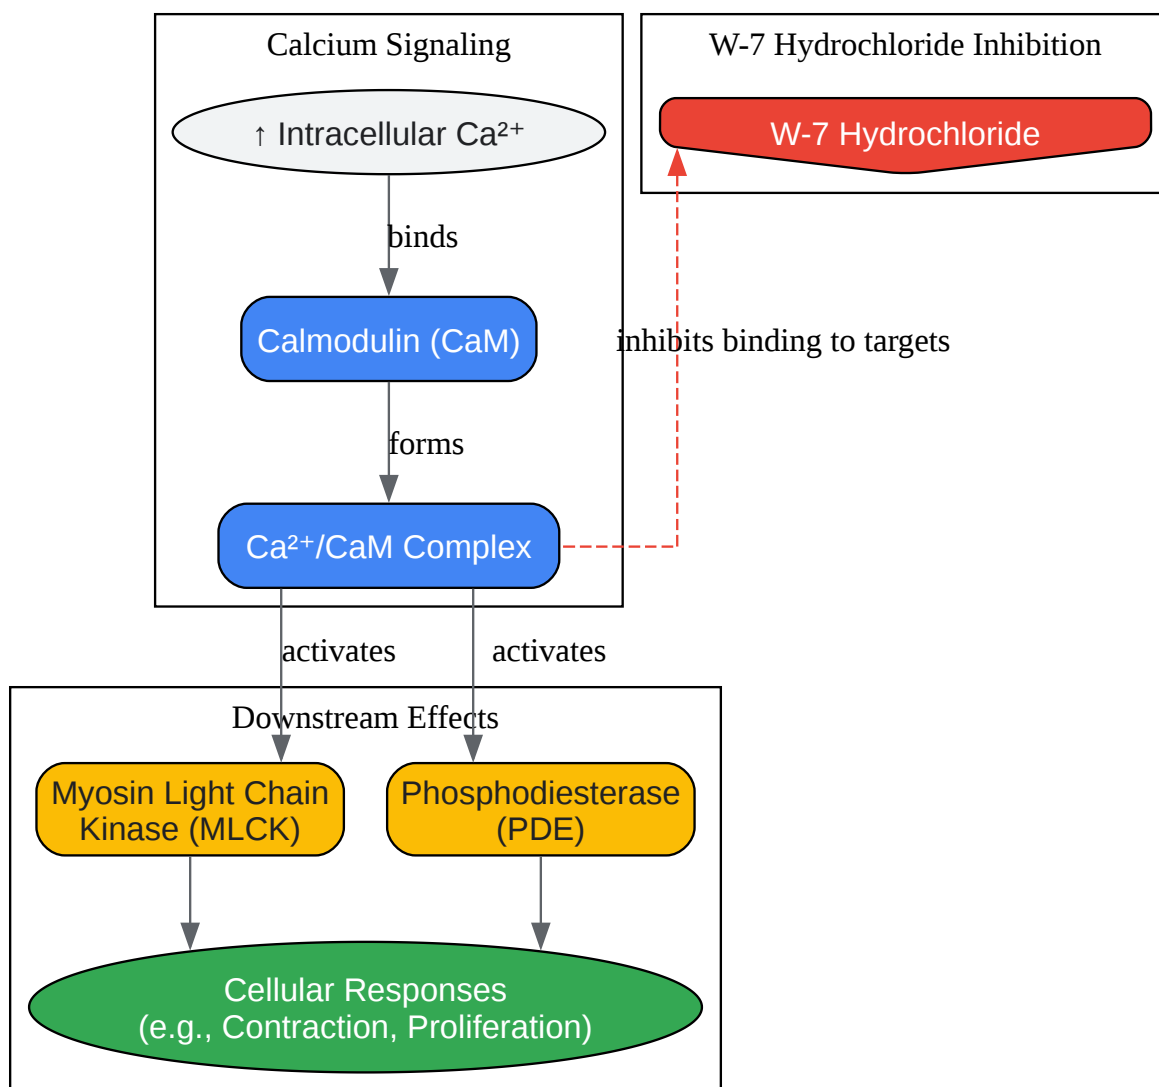 Calcium Signaling
W-7 Hydrochloride Inhibition
↑ Intracellular Ca²⁺
W-7 Hydrochloride
binds
Calmodulin (CaM)
inhibits binding to targets
forms
Ca²⁺/CaM Complex
activates
activates
Downstream Effects
Myosin Light Chain
Kinase (MLCK)
Phosphodiesterase
(PDE)
Cellular Responses
(e.g., Contraction, Proliferation)